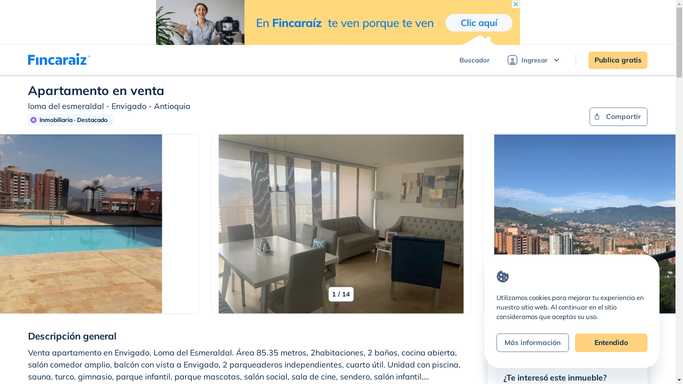 En Fincaraíz te ven porque te ven
Clic aquí
Fincaraíz
Buscador
Ingresar
Publica gratis
Apartamento en venta
loma del esmeraldal - Envigado - Antioquia
Inmobiliaria · Destacado
Compartir
1 / 14
Utilizamos cookies para mejorar tu experiencia en
nuestro sitio web. Al continuar en el sitio
consideramos que aceptas su uso.
Más información
Entendido
Descripción general
Venta apartamento en Envigado, Loma del Esmeraldal. Área 85.35 metros, 2habitaciones, 2 baños, cocina abierta,
salón comedor amplio, balcón con vista a Envigado, 2 parqueaderos independientes, cuarto útil. Unidad con piscina,
sauna, turco, gimnasio, parque infantil, parque mascotas, salón social, sala de cine, sendero, salón infantil,...
¿Te interesó este inmueble?